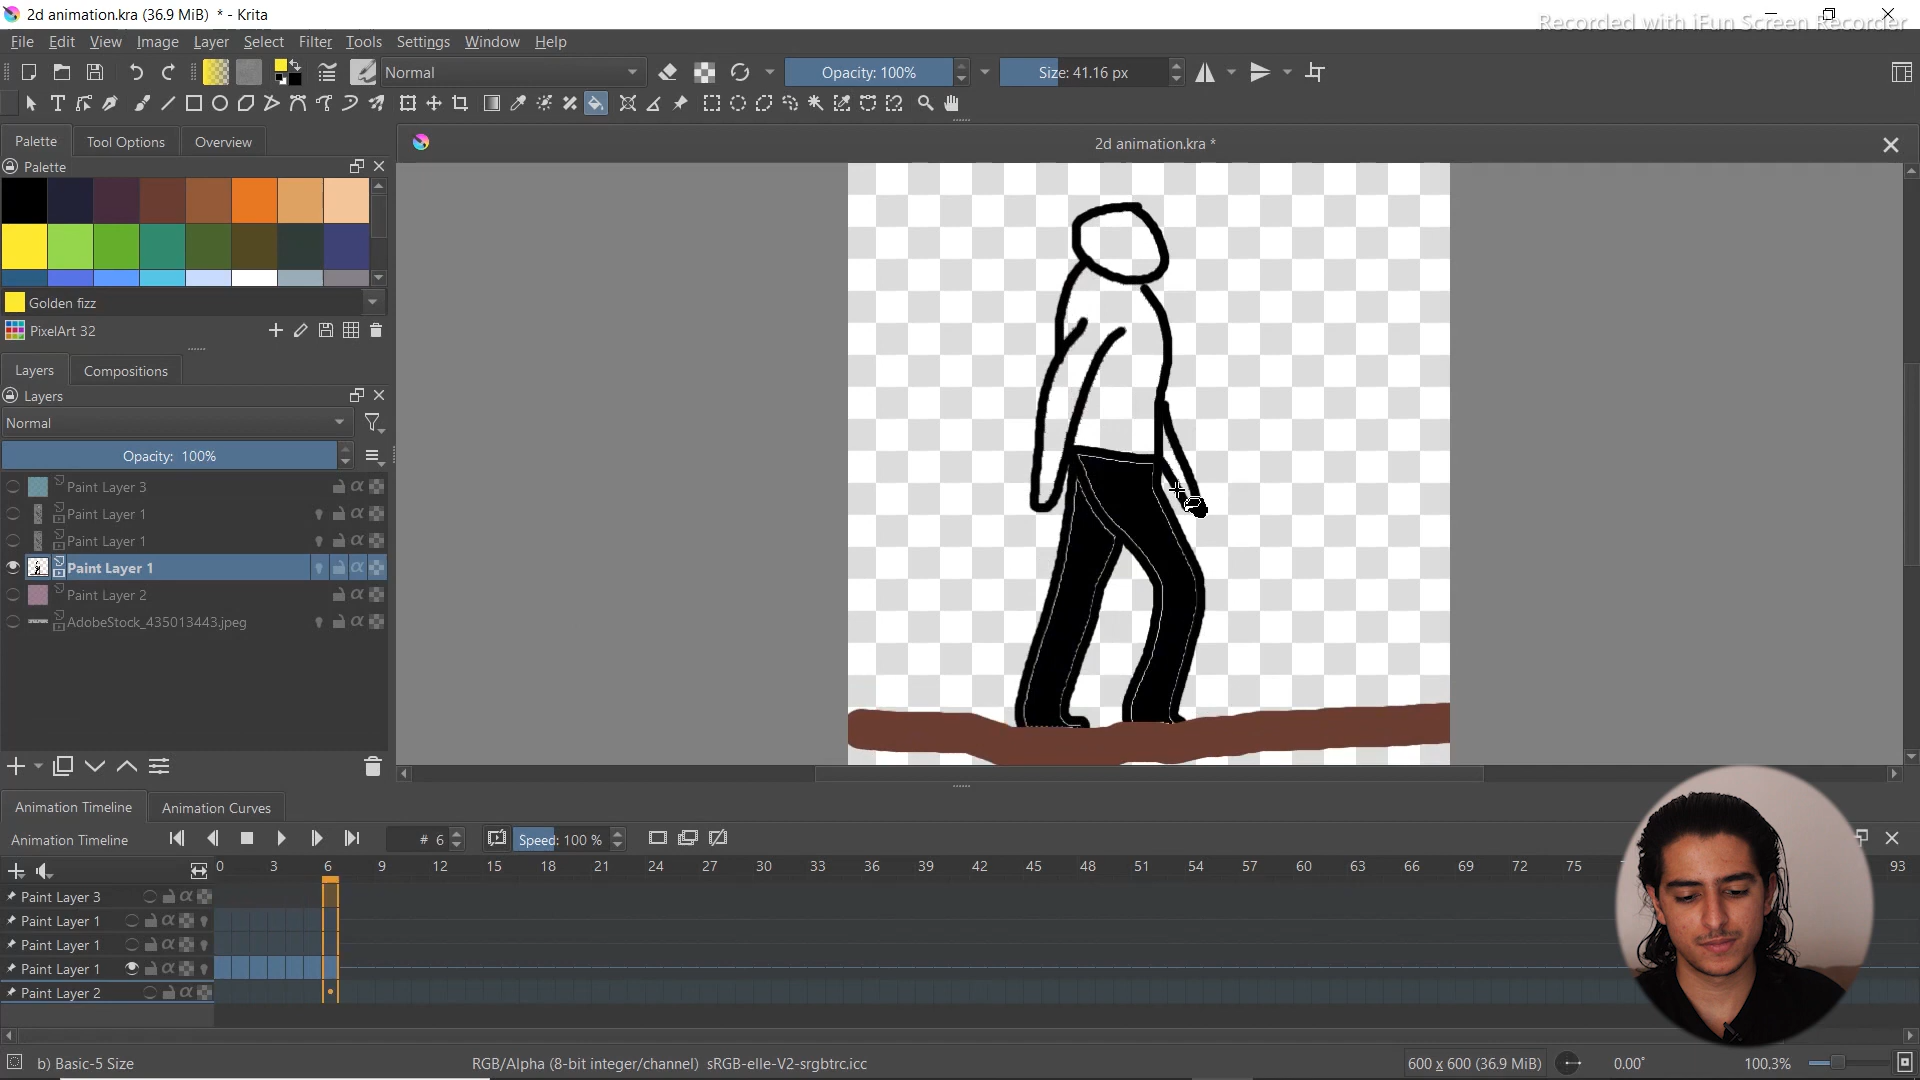 2d animation.kra (36.9 MiB) * - Krita
Recorded with iFun Screen Recorder
File Edit View Image Layer Select Filter Tools Settings Window Help
Normal Opacity: 100% Size: 41.16 px
Palette Tool Options Overview
2d animation.kra *
Palette
Golden fizz
PixelArt 32
Layers Compositions
Layers
Normal
Opacity: 100%
Paint Layer 3
Paint Layer 1
Paint Layer 1
Paint Layer 1
Paint Layer 2
AdobeStock_435013443.jpeg
Animation Timeline Animation Curves
Animation Timeline # 6 Speed: 100 %
0 3 6 9 12 15 18 21 24 27 30 33 36 39 42 45 48 51 54 57 60 63 66 69 72 75 93
Paint Layer 3
Paint Layer 1
Paint Layer 1
Paint Layer 1
Paint Layer 2
b) Basic-5 Size RGB/Alpha (8-bit integer/channel) sRGB-elle-V2-srgbtrc.icc 600 x 600 (36.9 MiB) 0.00° 100.3%